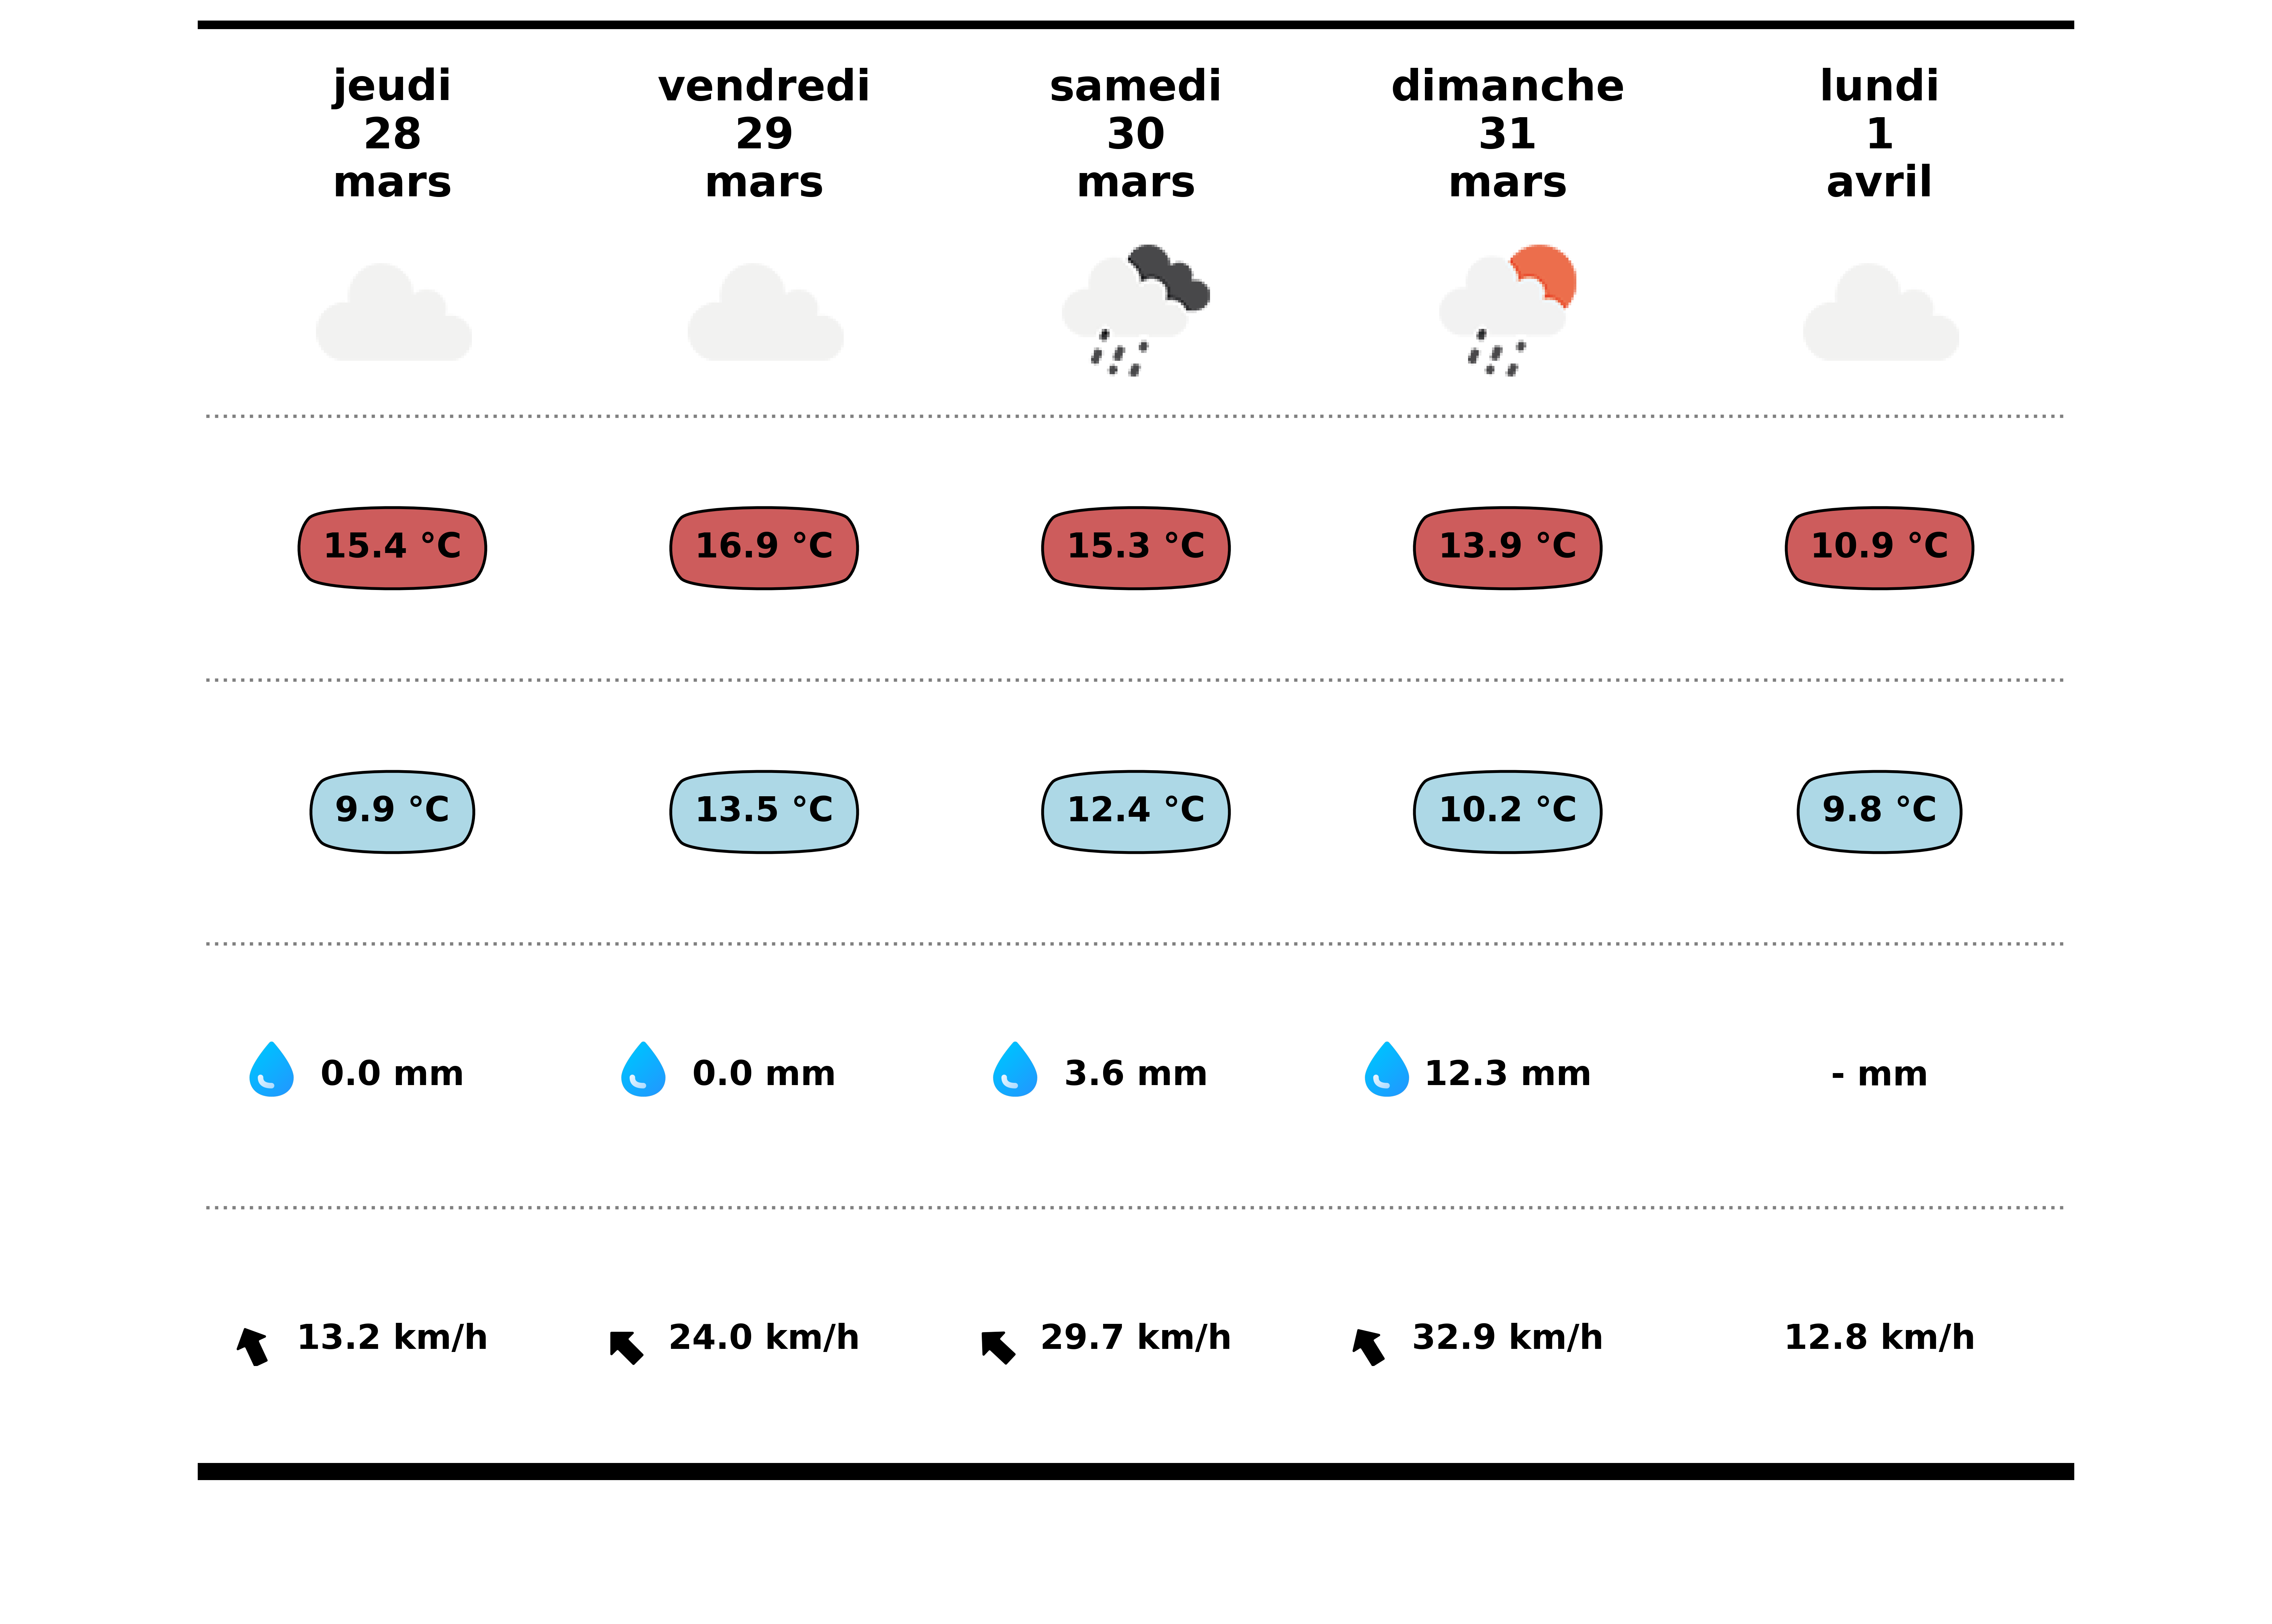 jeudi
28
mars
vendredi
29
mars
samedi
30
mars
dimanche
31
mars
lundi
1
avril
15.4 °C
16.9 °C
15.3 °C
13.9 °C
10.9 °C
9.9 °C
13.5 °C
12.4 °C
10.2 °C
9.8 °C
0.0 mm
0.0 mm
3.6 mm
12.3 mm
- mm
13.2 km/h
24.0 km/h
29.7 km/h
32.9 km/h
12.8 km/h